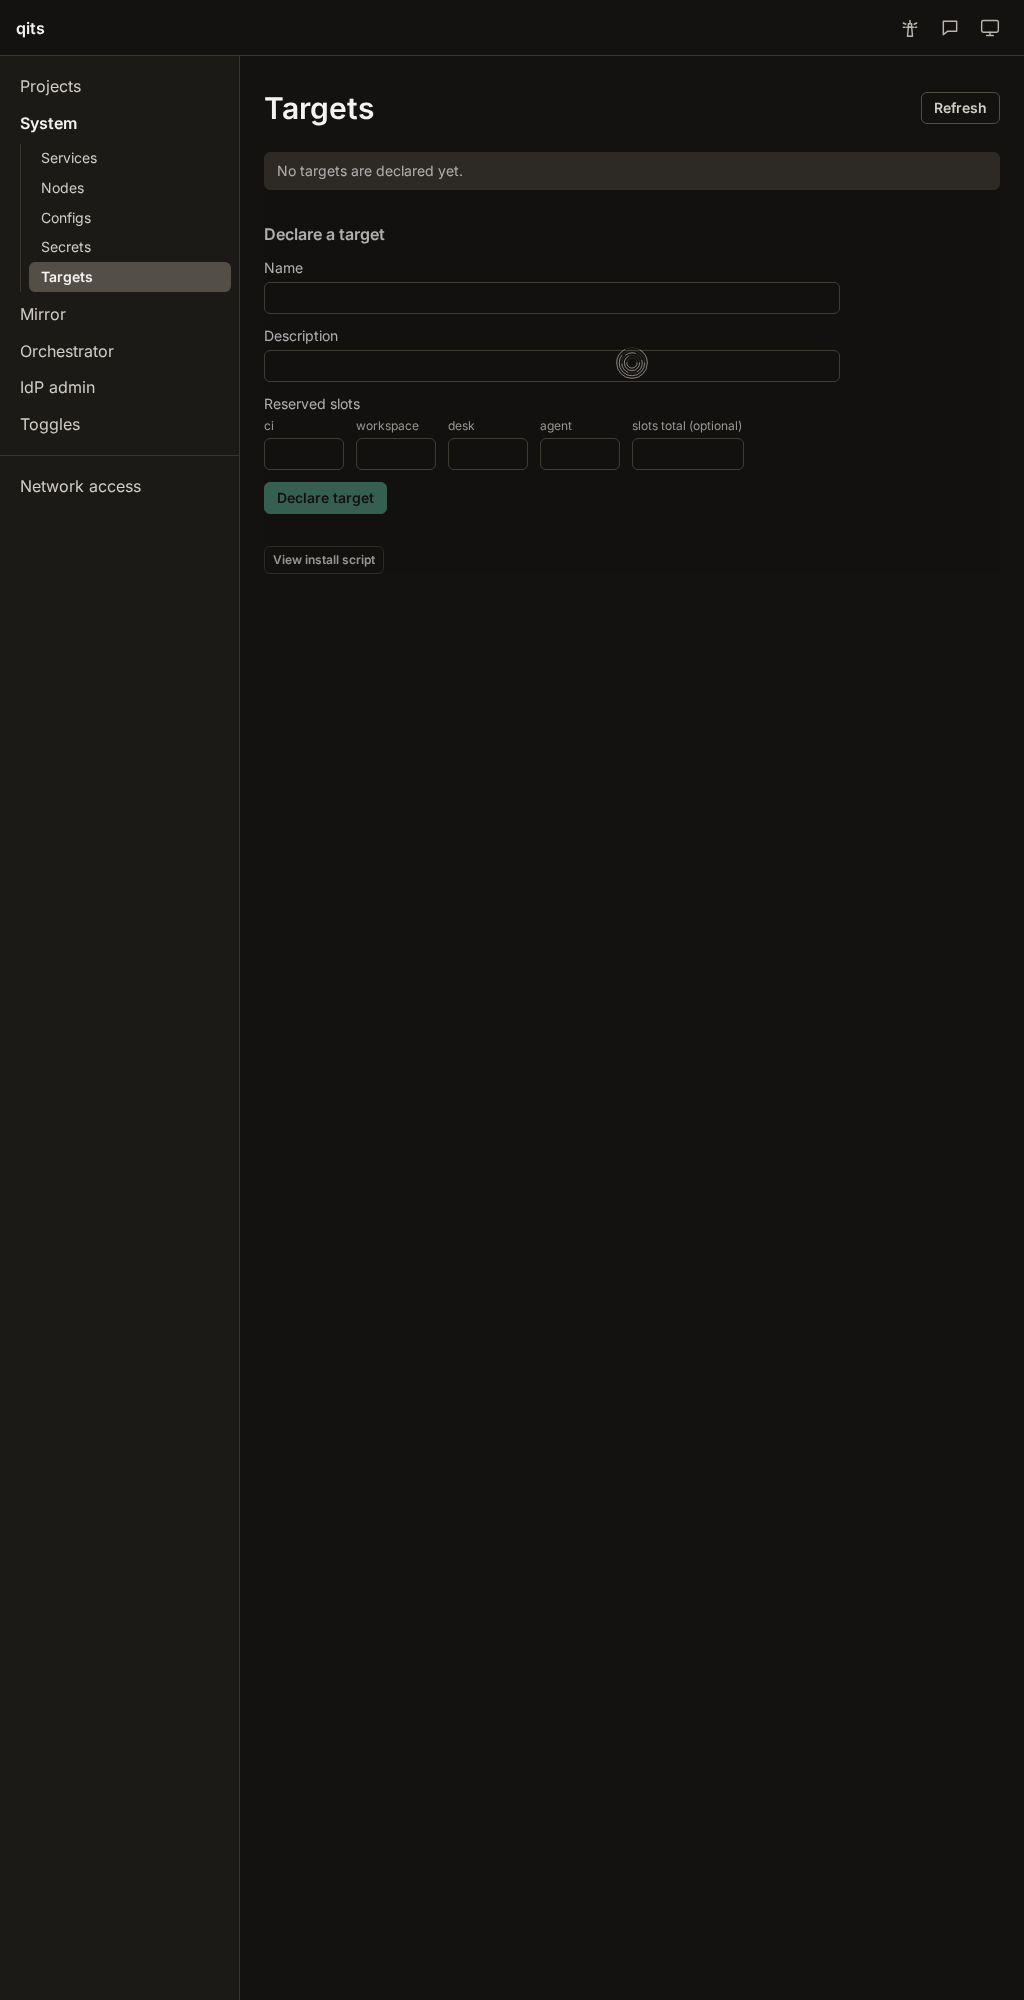 qits
Projects
System
Services
Nodes
Configs
Secrets
Targets
Mirror
Orchestrator
IdP admin
Toggles
Network access
Targets
Refresh
No targets are declared yet.
Declare a target
Name
Description
Reserved slots
ci workspace desk agent slots total (optional)
Declare target
View install script